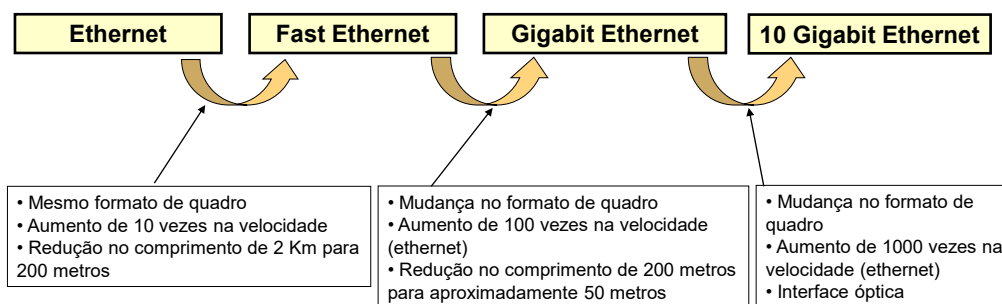 Ethernet
Fast Ethernet
Gigabit Ethernet
10 Gigabit Ethernet
• Mesmo formato de quadro
• Aumento de 10 vezes na velocidade
• Redução no comprimento de 2 Km para
200 metros
• Mudança no formato de quadro
• Aumento de 100 vezes na velocidade
(ethernet)
• Redução no comprimento de 200 metros
para aproximadamente 50 metros
• Mudança no formato de
quadro
• Aumento de 1000 vezes na
velocidade (ethernet)
• Interface óptica